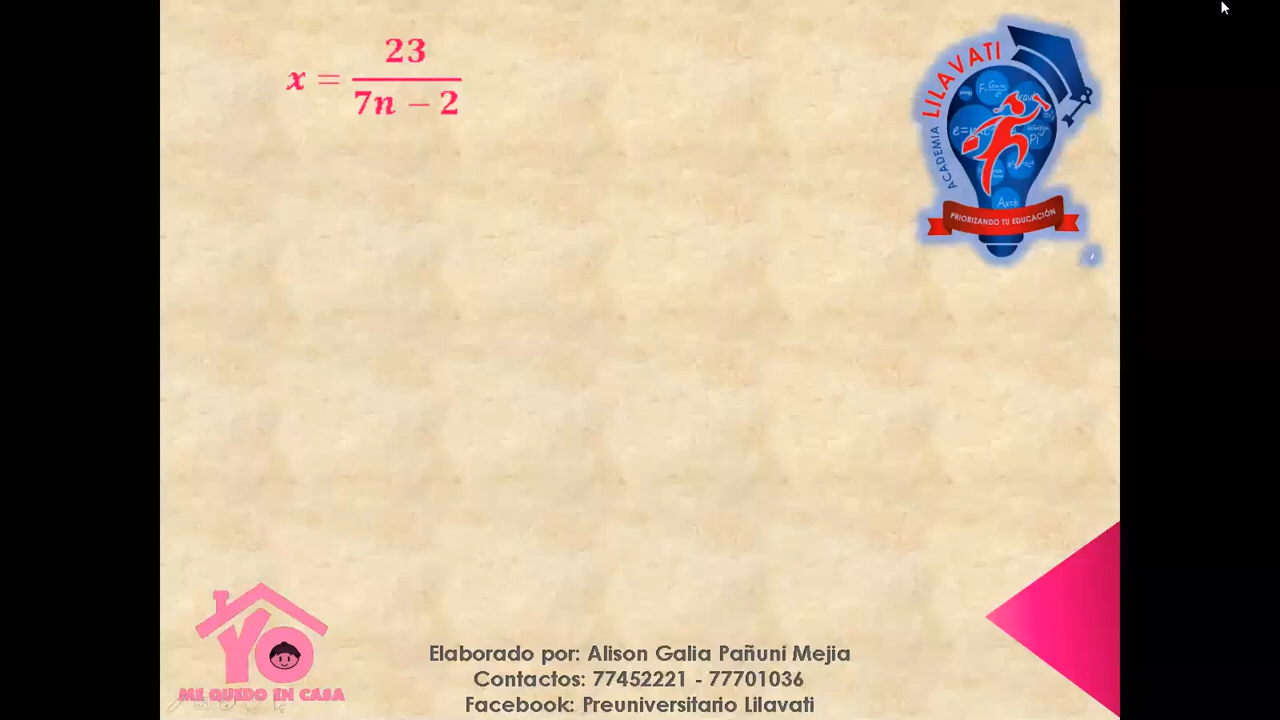 x = 23 / (7n − 2)
LILAVATI
ACADEMIA
PRIORIZANDO TU EDUCACIÓN
YO
ME QUEDO EN CASA
Elaborado por: Alison Galia Pañuni Mejia
Contactos: 77452221 - 77701036
Facebook: Preuniversitario Lilavati